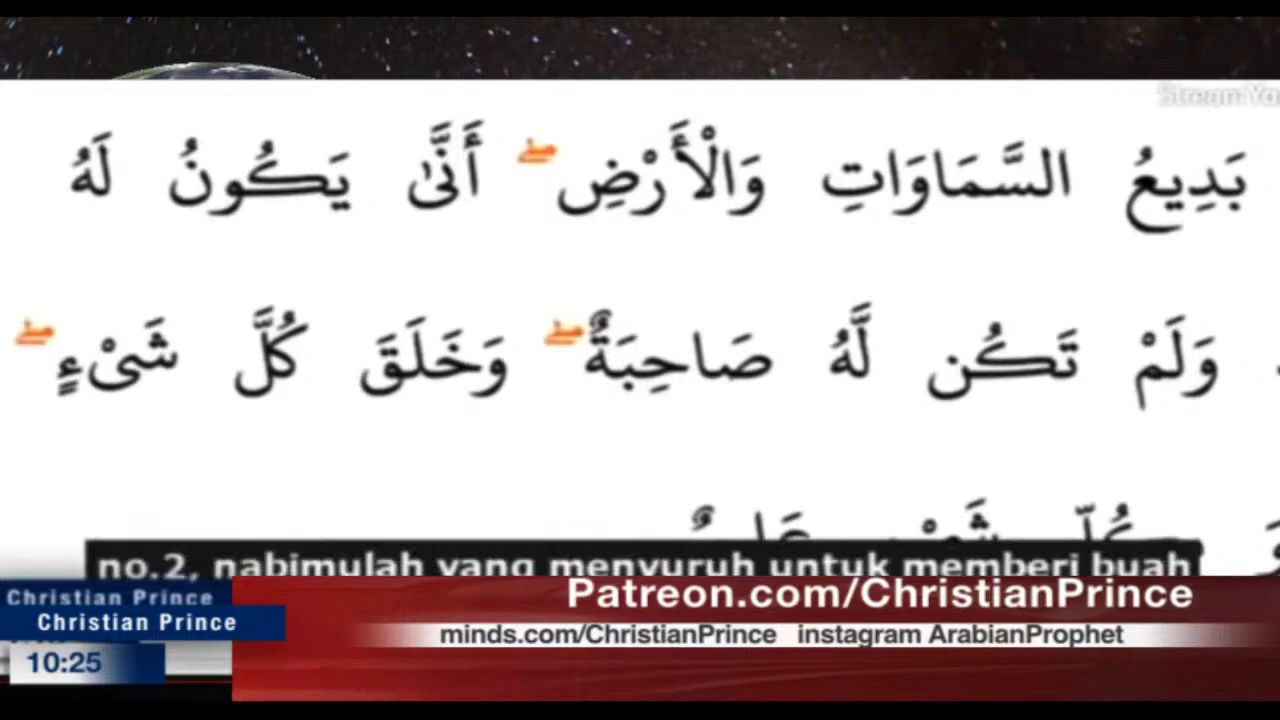 StreamYa
بَدِيعُ السَّمَاوَاتِ وَالْأَرْضِ ۖ أَنَّىٰ يَكُونُ لَهُ
وَلَمْ تَكُن لَّهُ صَاحِبَةٌ ۖ وَخَلَقَ كُلَّ شَىْءٍ ۖ
no.2, nabimulah yang menyuruh untuk memberi buah
Patreon.com/ChristianPrince
Christian Prince
Christian Prince
minds.com/ChristianPrince instagram ArabianProphet
10:25